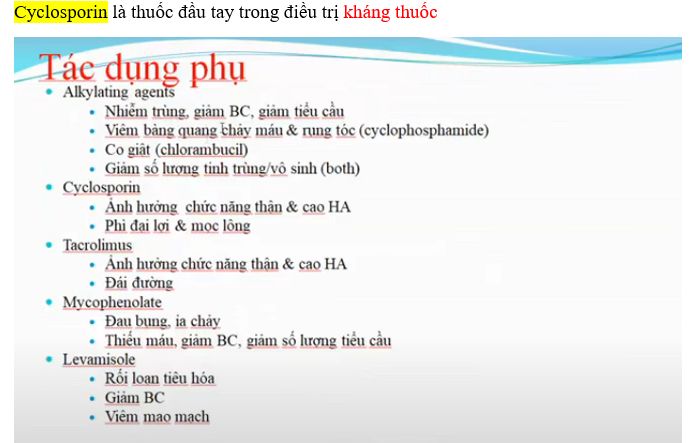 Cyclosporin là thuốc đầu tay trong điều trị kháng thuốc
Tác dụng phụ
• Alkylating agents
• Nhiễm trùng, giảm BC, giảm tiểu cầu
• Viêm bàng quang chảy máu & rụng tóc (cyclophosphamide)
• Co giật (chlorambucil)
• Giảm số lượng tinh trùng/vô sinh (both)
• Cyclosporin
• Ảnh hưởng chức năng thận & cao HA
• Phì đại lợi & mọc lông
• Tacrolimus
• Ảnh hưởng chức năng thận & cao HA
• Đái đường
• Mycophenolate
• Đau bụng, ỉa chảy
• Thiếu máu, giảm BC, giảm số lượng tiểu cầu
• Levamisole
• Rối loạn tiêu hóa
• Giảm BC
• Viêm mao mạch